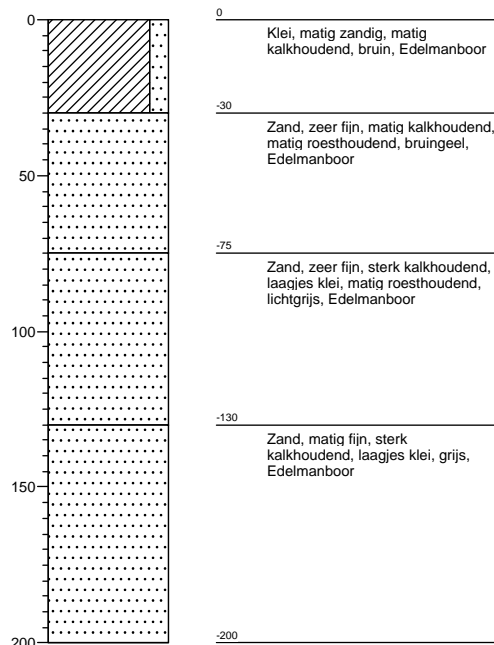 0
0
Klei, matig zandig, matig
kalkhoudend, bruin, Edelmanboor
-30
Zand, zeer fijn, matig kalkhoudend,
matig roesthoudend, bruingeel,
Edelmanboor
50
-75
Zand, zeer fijn, sterk kalkhoudend,
laagjes klei, matig roesthoudend,
lichtgrijs, Edelmanboor
100
-130
Zand, matig fijn, sterk
kalkhoudend, laagjes klei, grijs,
Edelmanboor
150
200
-200